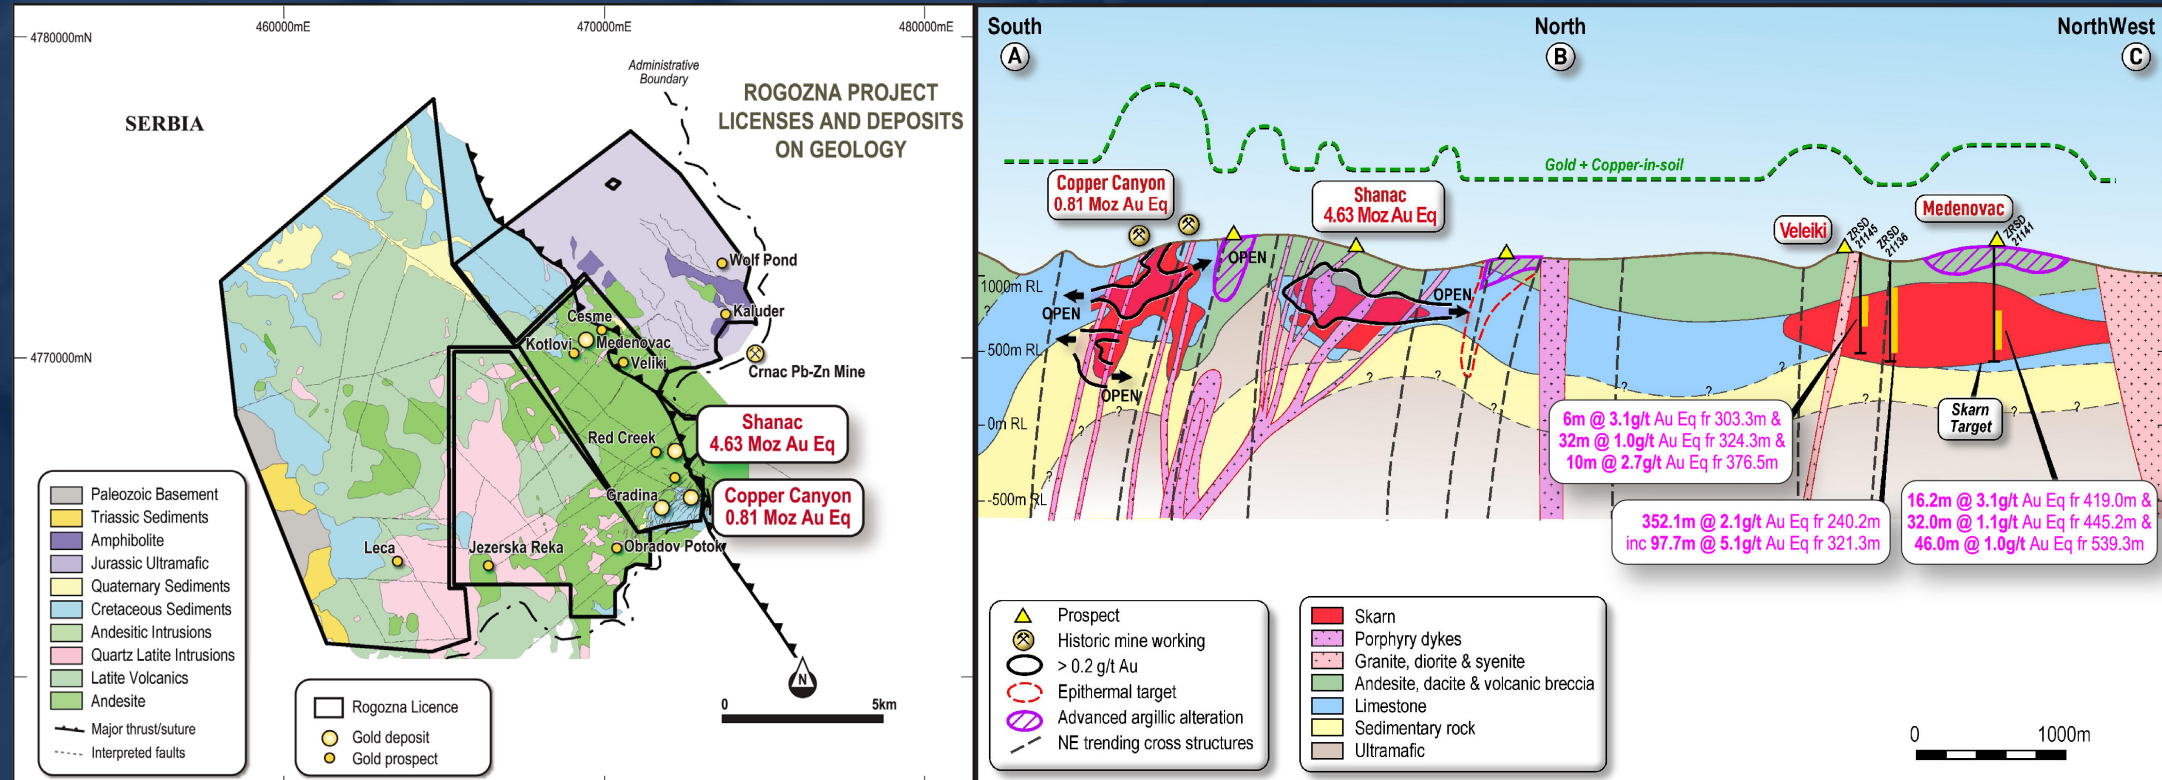 460000mE
470000mE
480000mE
4780000mN
4770000mN
Administrative
Boundary
SERBIA
ROGOZNA PROJECT
LICENSES AND DEPOSITS
ON GEOLOGY
Wolf Pond
Kaluder
Cesme
Kotlovi
Medenovac
Veliki
Crnac Pb-Zn Mine
Shanac
4.63 Moz Au Eq
Red Creek
Gradina
Copper Canyon
0.81 Moz Au Eq
Obradov Potok
Leca
Jezerska Reka
Paleozoic Basement
Triassic Sediments
Amphibolite
Jurassic Ultramafic
Quaternary Sediments
Cretaceous Sediments
Andesitic Intrusions
Quartz Latite Intrusions
Latite Volcanics
Andesite
Major thrust/suture
Interpreted faults
Rogozna Licence
Gold deposit
Gold prospect
N
0 5km
South
A
North
B
NorthWest
C
Gold + Copper-in-soil
Copper Canyon
0.81 Moz Au Eq
Shanac
4.63 Moz Au Eq
Veleiki
Medenovac
ZRSD
21145
ZRSD
21136
ZRSD
21141
1000m RL
500m RL
0m RL
-500m RL
OPEN
OPEN
OPEN
OPEN
?
?
?
?
?
?
?
?
?
?
Skarn
Target
6m @ 3.1g/t Au Eq fr 303.3m &
32m @ 1.0g/t Au Eq fr 324.3m &
10m @ 2.7g/t Au Eq fr 376.5m
352.1m @ 2.1g/t Au Eq fr 240.2m
inc 97.7m @ 5.1g/t Au Eq fr 321.3m
16.2m @ 3.1g/t Au Eq fr 419.0m &
32.0m @ 1.1g/t Au Eq fr 445.2m &
46.0m @ 1.0g/t Au Eq fr 539.3m
Prospect
Historic mine working
> 0.2 g/t Au
Epithermal target
Advanced argillic alteration
NE trending cross structures
Skarn
Porphyry dykes
Granite, diorite & syenite
Andesite, dacite & volcanic breccia
Limestone
Sedimentary rock
Ultramafic
0 1000m